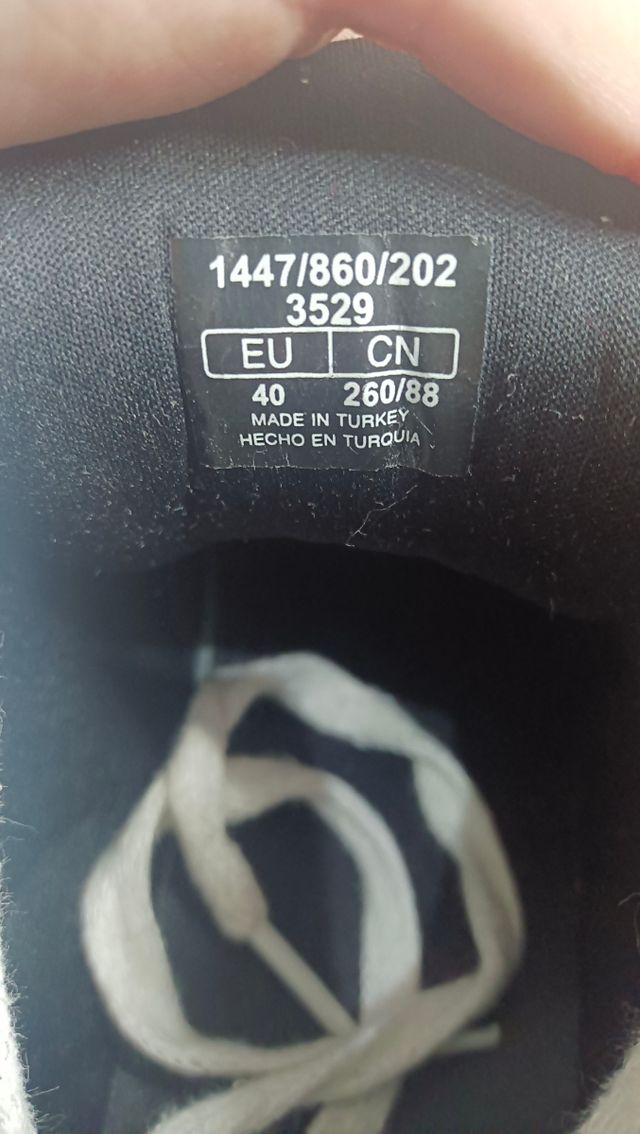 1447/860/202
3529
EU CN
40 260/88
MADE IN TURKEY
HECHO EN TURQUIA